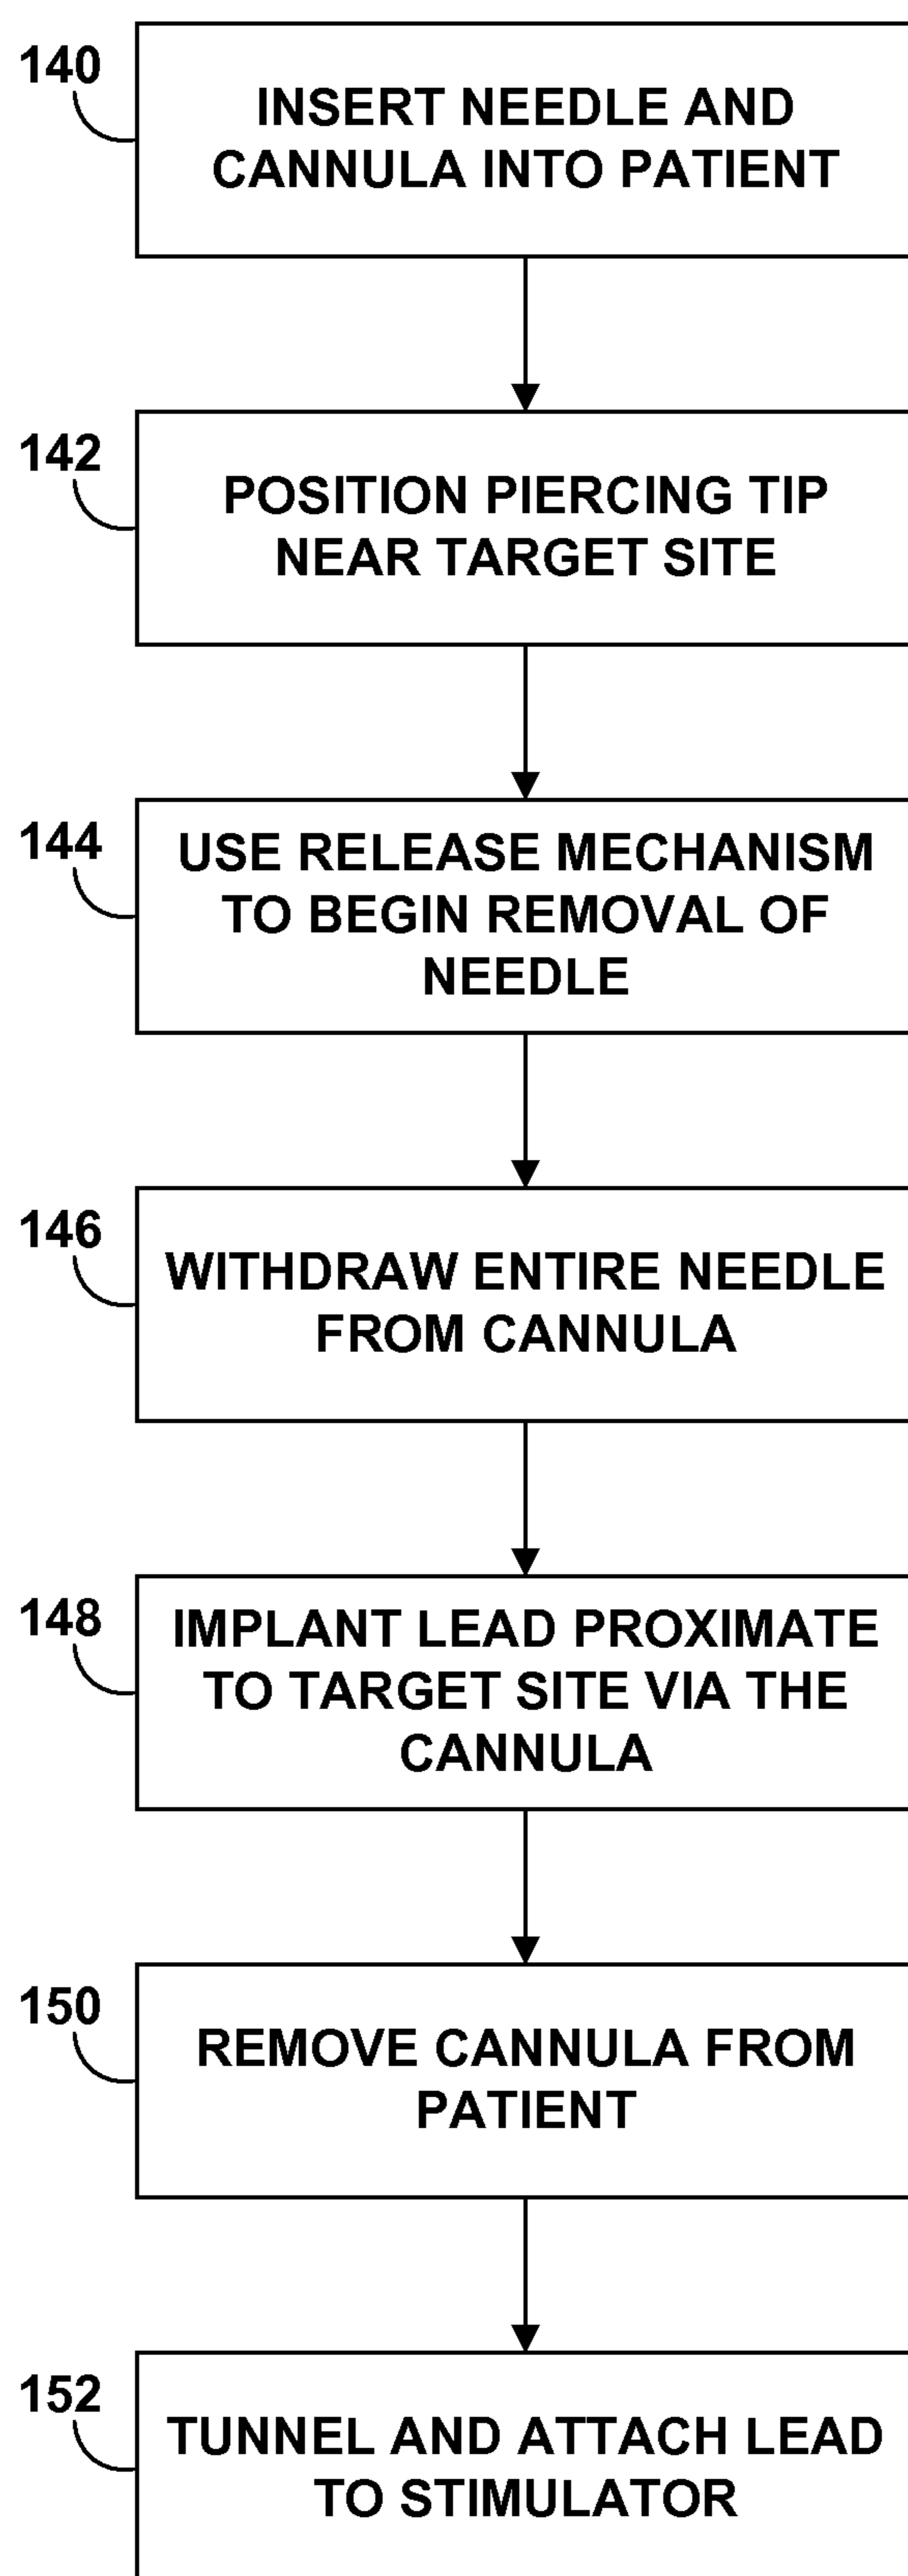 140
INSERT NEEDLE AND
CANNULA INTO PATIENT
142
POSITION PIERCING TIP
NEAR TARGET SITE
144
USE RELEASE MECHANISM
TO BEGIN REMOVAL OF
NEEDLE
146
WITHDRAW ENTIRE NEEDLE
FROM CANNULA
148
IMPLANT LEAD PROXIMATE
TO TARGET SITE VIA THE
CANNULA
150
REMOVE CANNULA FROM
PATIENT
152
TUNNEL AND ATTACH LEAD
TO STIMULATOR